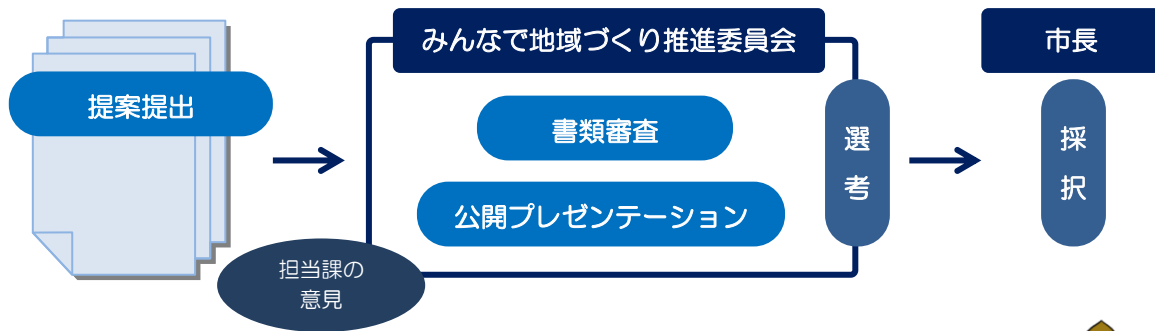 提案提出
みんなで地域づくり推進委員会
書類審査
公開プレゼンテーション
担当課の
意見
選
考
市長
採
択